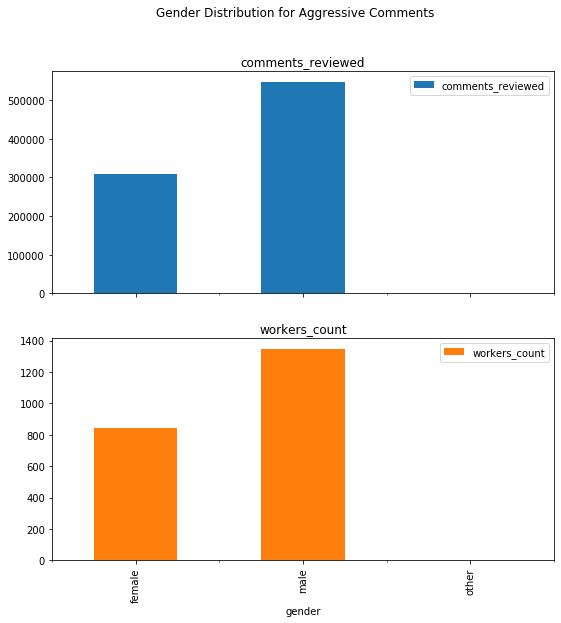 Gender Distribution for Aggressive Comments
comments_reviewed
comments_reviewed
500000
400000
300000
200000
100000
0
workers_count
workers_count
1400
1200
1000
800
600
400
200
0
female
male
other
gender